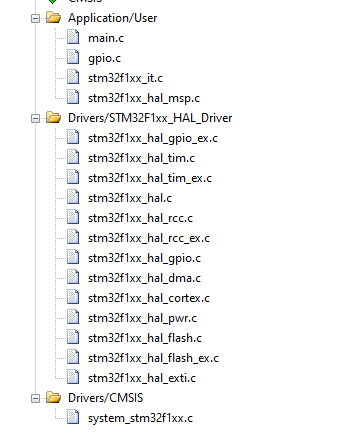 CMSIS
Application/User
main.c
gpio.c
stm32f1xx_it.c
stm32f1xx_hal_msp.c
Drivers/STM32F1xx_HAL_Driver
stm32f1xx_hal_gpio_ex.c
stm32f1xx_hal_tim.c
stm32f1xx_hal_tim_ex.c
stm32f1xx_hal.c
stm32f1xx_hal_rcc.c
stm32f1xx_hal_rcc_ex.c
stm32f1xx_hal_gpio.c
stm32f1xx_hal_dma.c
stm32f1xx_hal_cortex.c
stm32f1xx_hal_pwr.c
stm32f1xx_hal_flash.c
stm32f1xx_hal_flash_ex.c
stm32f1xx_hal_exti.c
Drivers/CMSIS
system_stm32f1xx.c